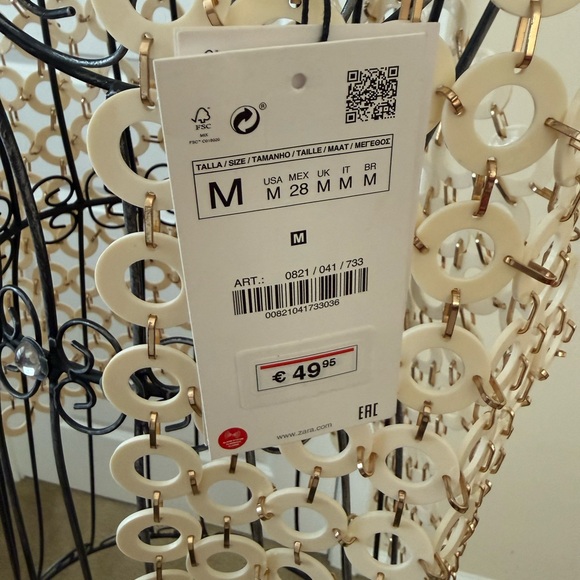 FSC
MIX
®
TALLA / SIZE / TAMANHO / TAILLE / MAAT / ΜΕΓΕΘΟΣ
M
USA MEX UK IT BR
M 28 M M M
M
ART.: 0821 / 041 / 733
00821041733036
€ 49 95
www.zara.com
EAC